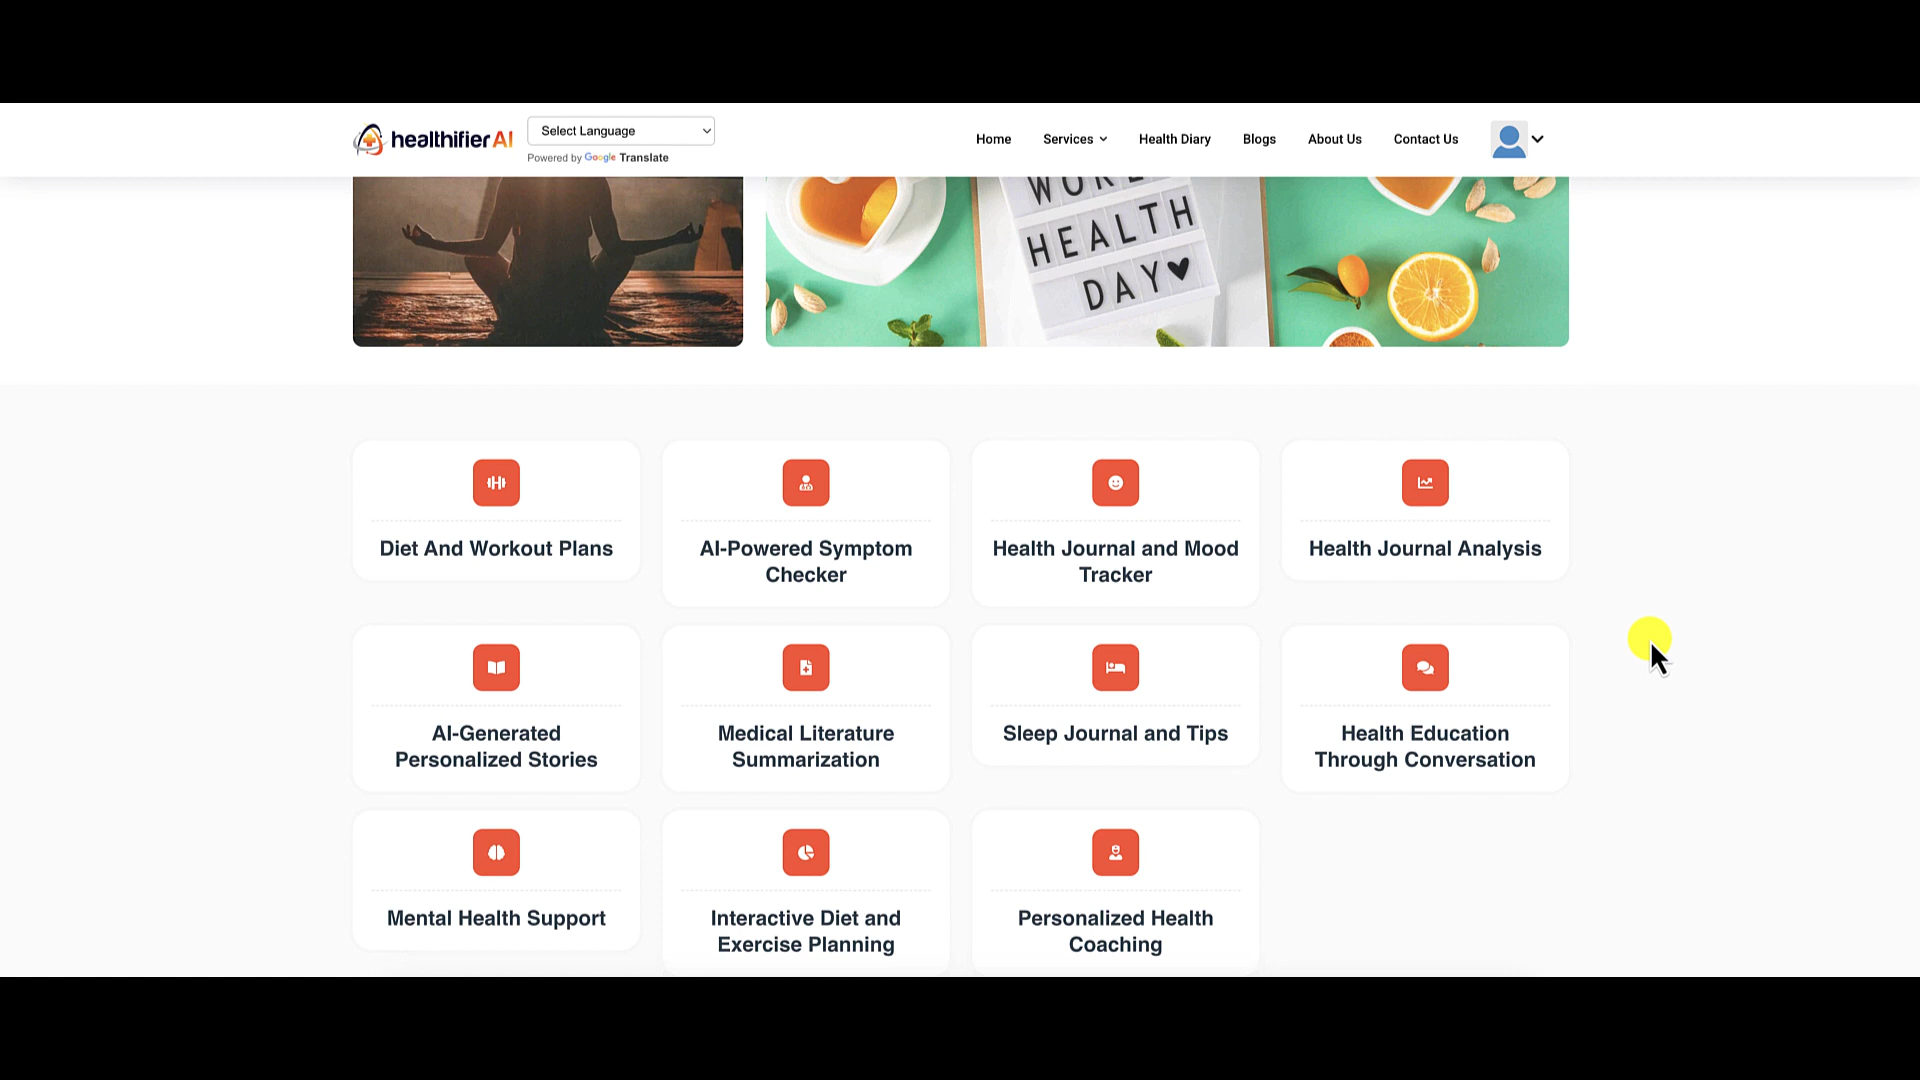 healthifier AI
Select Language
Powered by Google Translate
Home Services Health Diary Blogs About Us Contact Us
HEALTH
DAY
Diet And Workout Plans
AI-Powered Symptom
Checker
Health Journal and Mood
Tracker
Health Journal Analysis
AI-Generated
Personalized Stories
Medical Literature
Summarization
Sleep Journal and Tips
Health Education
Through Conversation
Mental Health Support
Interactive Diet and
Exercise Planning
Personalized Health
Coaching